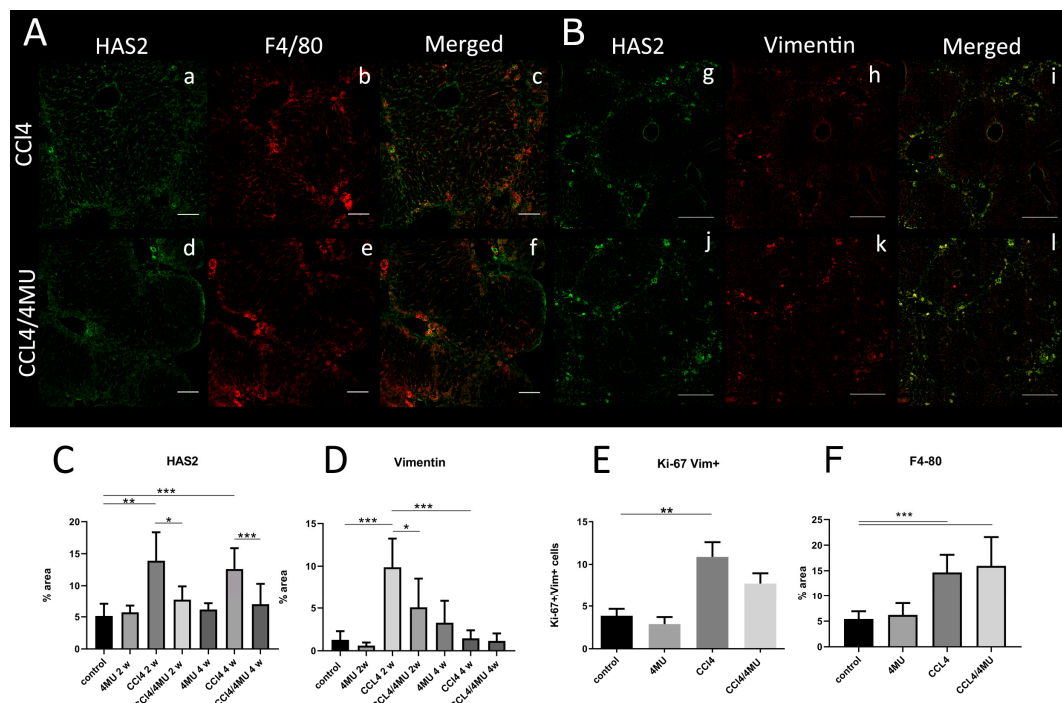 A
HAS2 F4/80 Merged
B
HAS2 Vimentin Merged
CCl4
a b c g h i
CCL4/4MU
d e f j k l
C
HAS2
***
**
*
***
% area
20
15
10
5
0
control
4MU 2 w
CCl4 2 w
CCl4/4MU 2 w
4MU 4 w
CCl4 4 w
CCl4/4MU 4 w
D
Vimentin
***
***
*
% area
15
10
5
0
control
4MU 2w
CCL4 2 w
CCL4/4MU 2w
4MU 4 w
CCl4 4 w
CCL4/4MU 4w
E
Ki-67 Vim+
**
Ki-67+/Vim+ cells
15
10
5
0
control
4MU
CCl4
CCl4/4MU
F
F4-80
***
% area
25
20
15
10
5
0
control
4MU
CCL4
CCL4/4MU